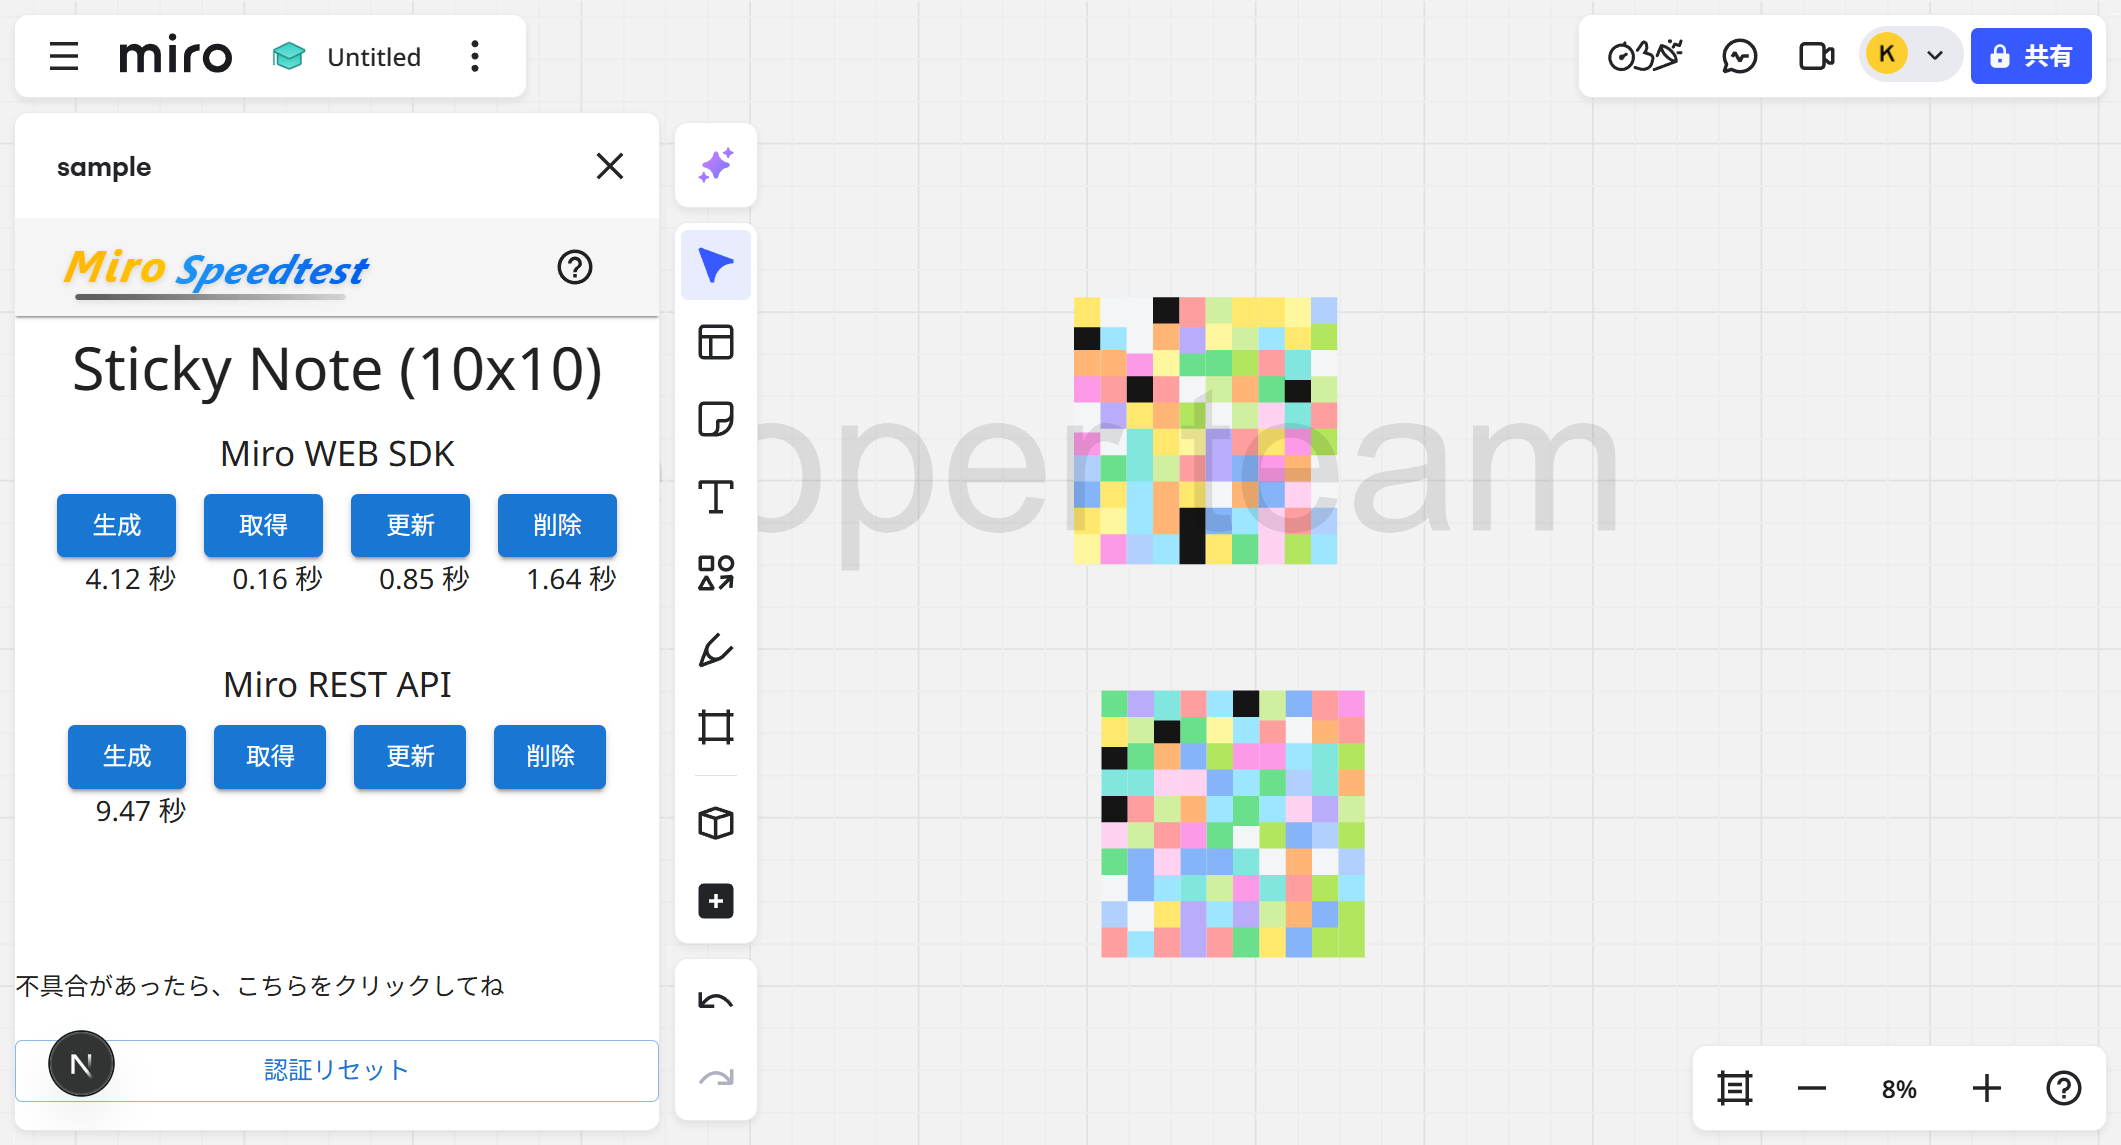 miro
Untitled
K
共有
sample
Miro Speedtest
Sticky Note (10x10)
Miro WEB SDK
生成
取得
更新
削除
4.12 秒
0.16 秒
0.85 秒
1.64 秒
Miro REST API
生成
取得
更新
削除
9.47 秒
不具合があったら、こちらをクリックしてね
N
認証リセット
oper team
8%